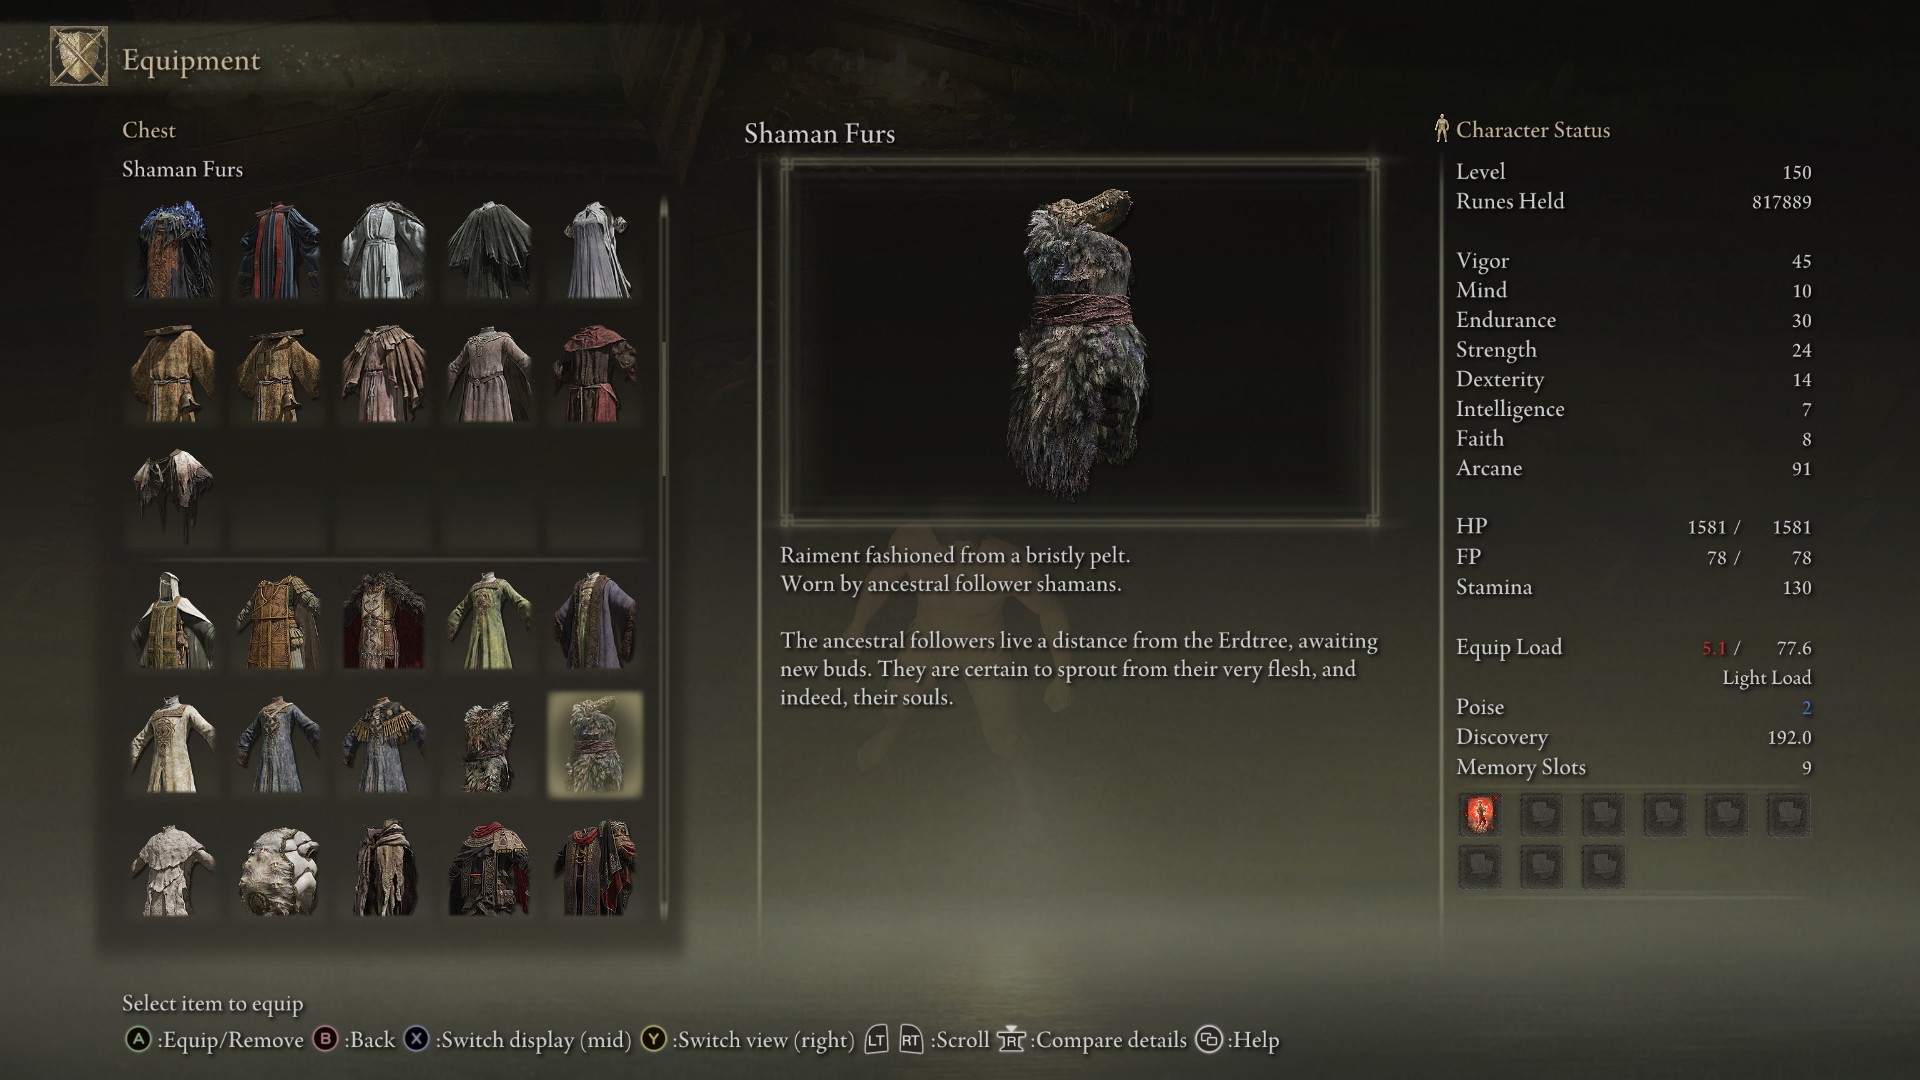 Equipment
Chest
Shaman Furs
Shaman Furs
Raiment fashioned from a bristly pelt.
Worn by ancestral follower shamans.
The ancestral followers live a distance from the Erdtree, awaiting
new buds. They are certain to sprout from their very flesh, and
indeed, their souls.
Character Status
Level 150
Runes Held 817889
Vigor 45
Mind 10
Endurance 30
Strength 24
Dexterity 14
Intelligence 7
Faith 8
Arcane 91
HP 1581 / 1581
FP 78 / 78
Stamina 130
Equip Load 5.1 / 77.6
Light Load
Poise 2
Discovery 192.0
Memory Slots 9
Select item to equip
A :Equip/Remove B :Back X :Switch display (mid) Y :Switch view (right) LT RT :Scroll R :Compare details :Help